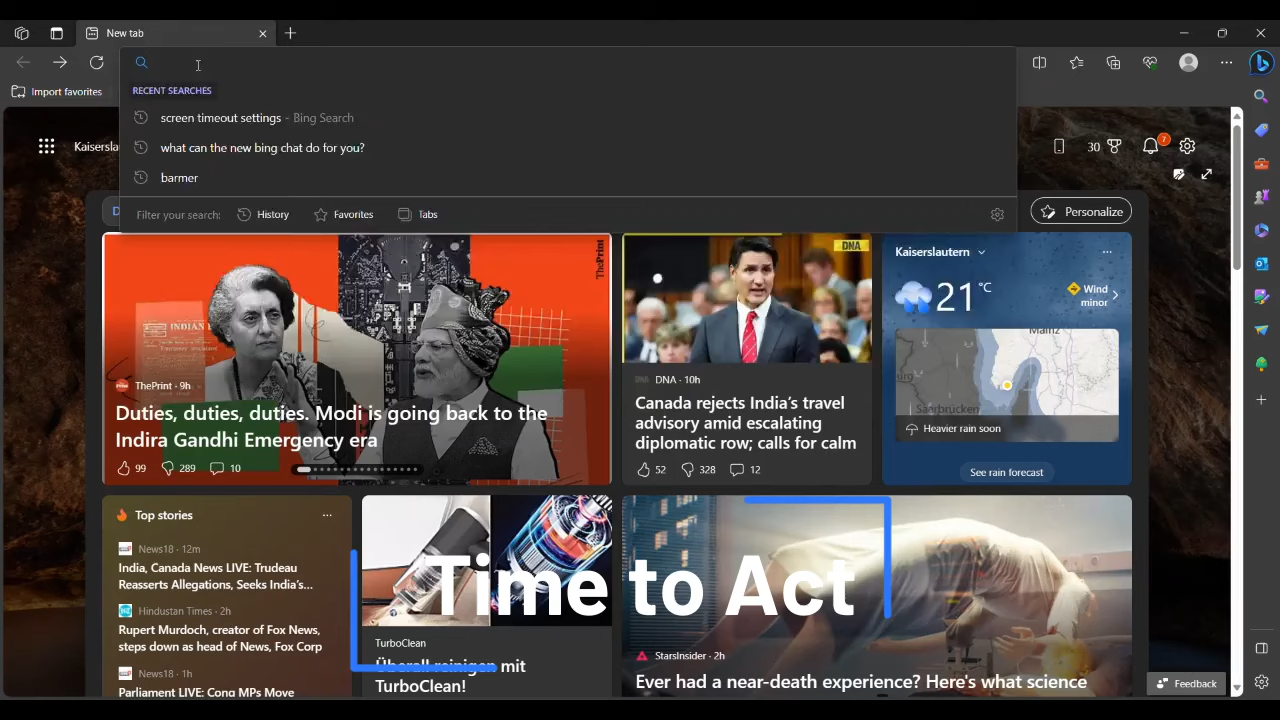 New tab
Import favorites
RECENT SEARCHES
screen timeout settings - Bing Search
what can the new bing chat do for you?
barmer
Filter your search:
History
Favorites
Tabs
Kaisersla
30
7
Personalize
ThePrint
ThePrint · 9h
Duties, duties, duties. Modi is going back to the
Indira Gandhi Emergency era
99
289
10
DNA
DNA · 10h
Canada rejects India's travel
advisory amid escalating
diplomatic row; calls for calm
52
328
12
Kaiserslautern
21 °C
Wind
minor
Mainz
Saarbrücken
Heavier rain soon
See rain forecast
Top stories
News18 · 12m
India, Canada News LIVE: Trudeau
Reasserts Allegations, Seeks India's...
Hindustan Times · 2h
Rupert Murdoch, creator of Fox News,
steps down as head of News, Fox Corp
News18 · 1h
Parliament LIVE: Cong MPs Move
Time to Act
TurboClean
Überall reinigen mit
TurboClean!
StarsInsider · 2h
Ever had a near-death experience? Here's what science
Feedback